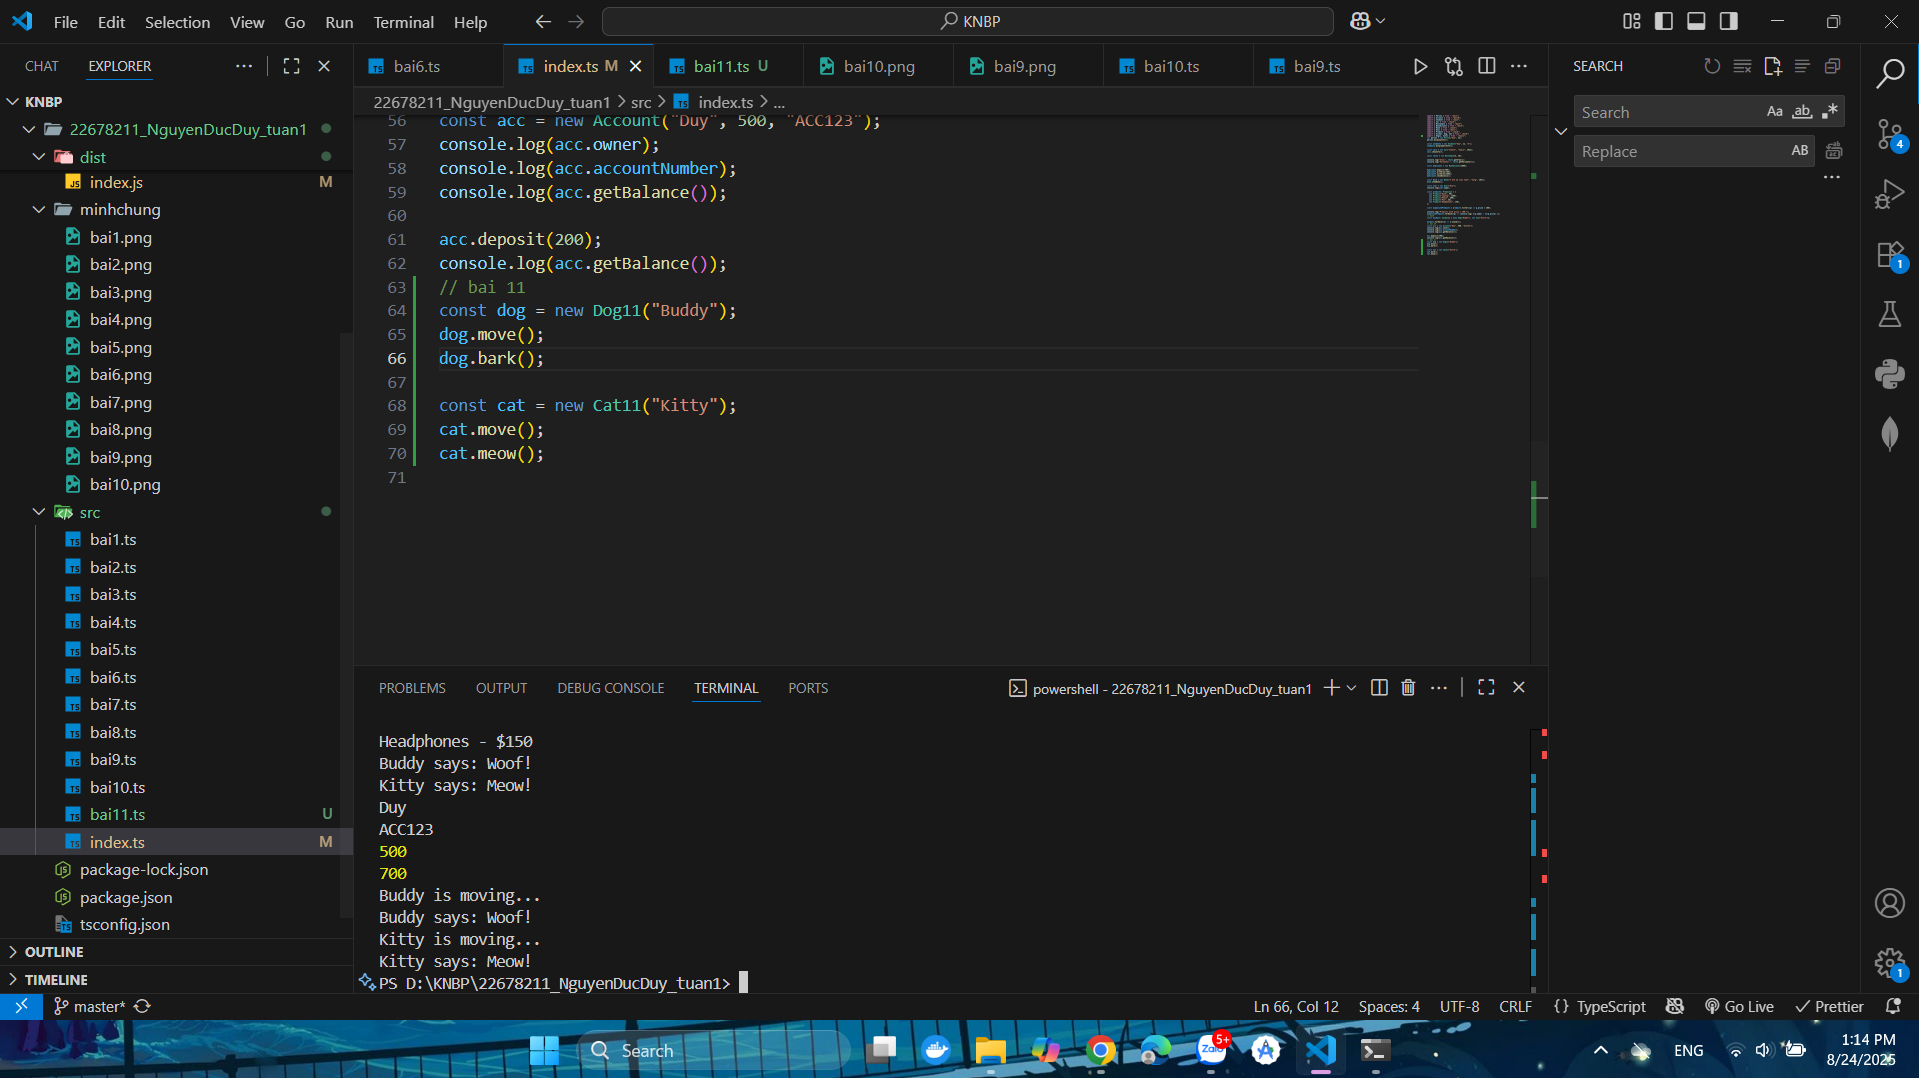 File Edit Selection View Go Run Terminal Help
KNBP
CHAT EXPLORER
KNBP
22678211_NguyenDucDuy_tuan1
dist
index.js M
minhchung
bai1.png
bai2.png
bai3.png
bai4.png
bai5.png
bai6.png
bai7.png
bai8.png
bai9.png
bai10.png
src
bai1.ts
bai2.ts
bai3.ts
bai4.ts
bai5.ts
bai6.ts
bai7.ts
bai8.ts
bai9.ts
bai10.ts
bai11.ts U
index.ts M
package-lock.json
package.json
tsconfig.json
OUTLINE
TIMELINE
bai6.ts index.ts M bai11.ts U bai10.png bai9.png bai10.ts bai9.ts
22678211_NguyenDucDuy_tuan1 > src > index.ts > ...
56 const acc = new Account("Duy", 500, "ACC123");
57 console.log(acc.owner);
58 console.log(acc.accountNumber);
59 console.log(acc.getBalance());
60
61 acc.deposit(200);
62 console.log(acc.getBalance());
63 // bai 11
64 const dog = new Dog11("Buddy");
65 dog.move();
66 dog.bark();
67
68 const cat = new Cat11("Kitty");
69 cat.move();
70 cat.meow();
71
PROBLEMS OUTPUT DEBUG CONSOLE TERMINAL PORTS
powershell - 22678211_NguyenDucDuy_tuan1
Headphones - $150
Buddy says: Woof!
Kitty says: Meow!
Duy
ACC123
500
700
Buddy is moving...
Buddy says: Woof!
Kitty is moving...
Kitty says: Meow!
PS D:\KNBP\22678211_NguyenDucDuy_tuan1>
SEARCH
Search Aa ab
Replace AB
4
1
1
master*
Ln 66, Col 12 Spaces: 4 UTF-8 CRLF {} TypeScript Go Live Prettier
Search
Zalo 5+
ENG
1:14 PM
8/24/2025